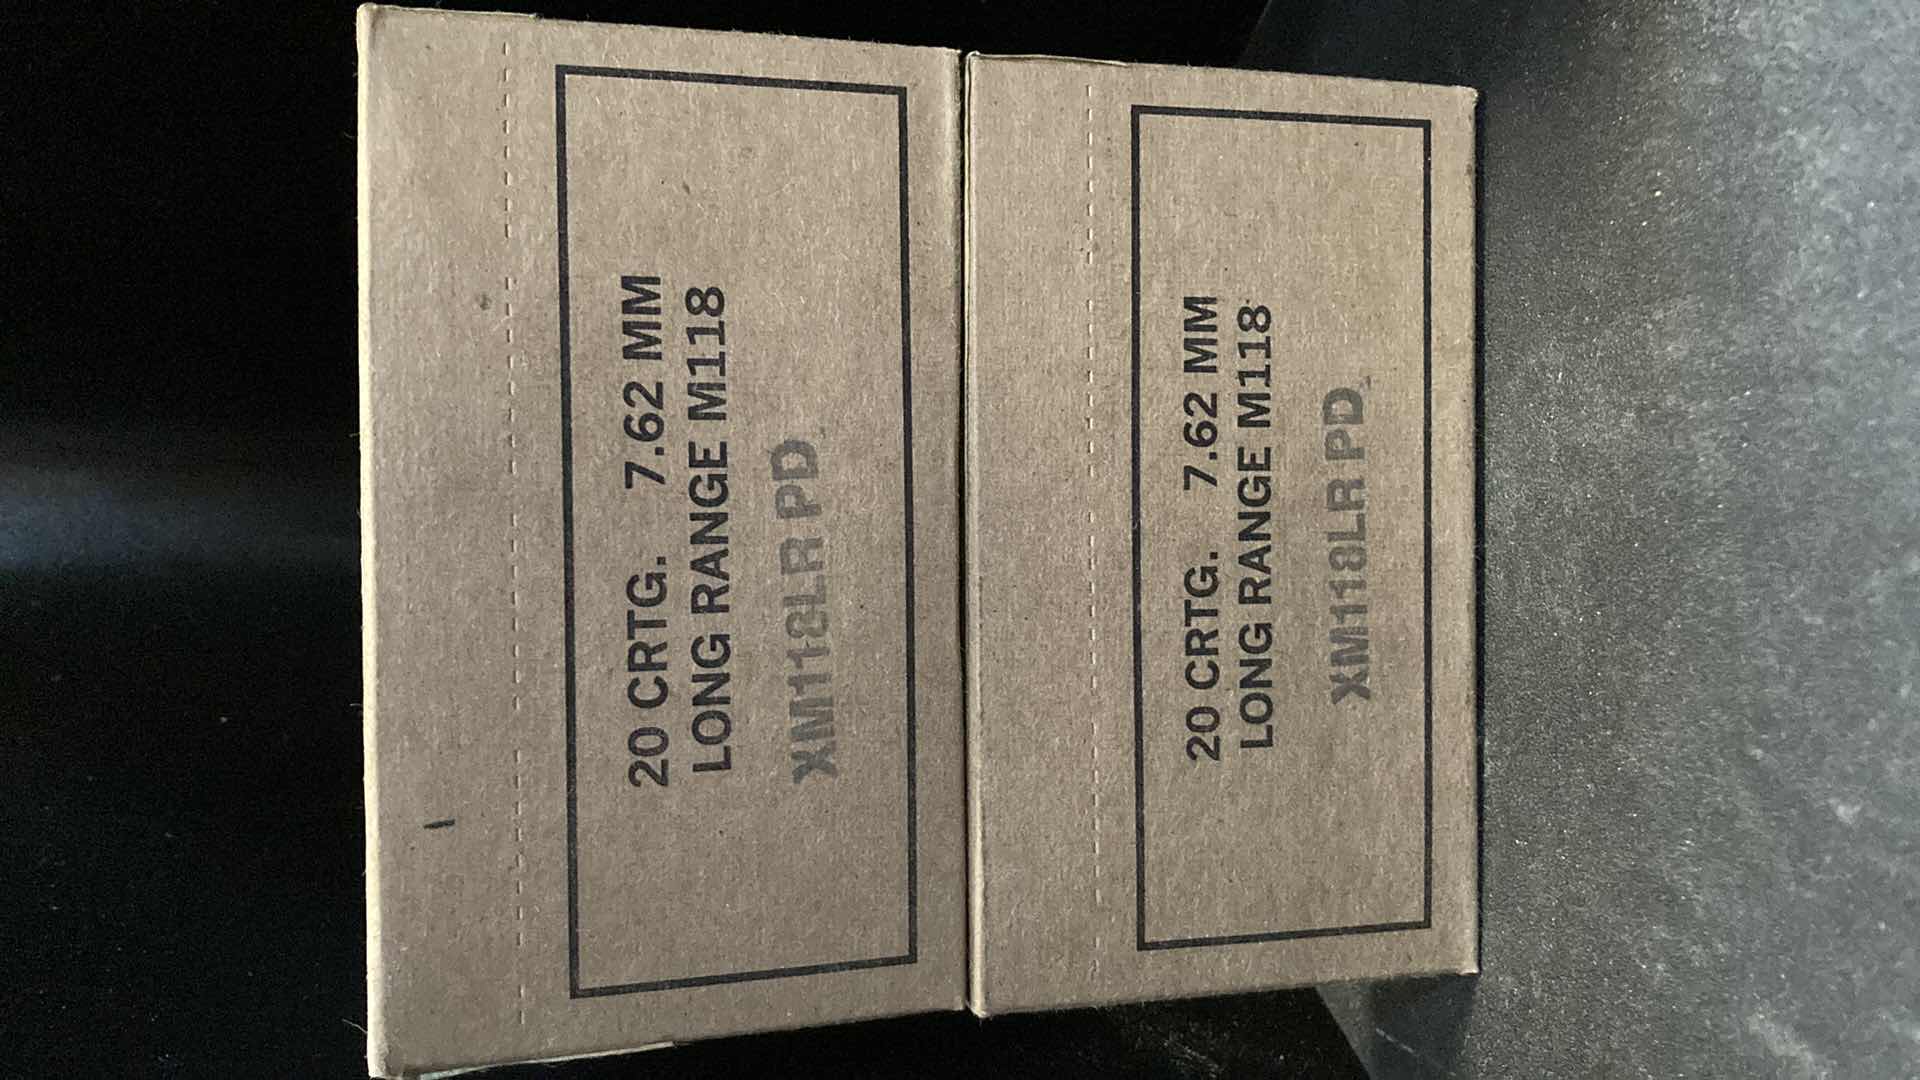 20 CRTG. 7.62 MM
LONG RANGE M118
XM118LR PD
20 CRTG. 7.62 MM
LONG RANGE M118
XM118LR PD